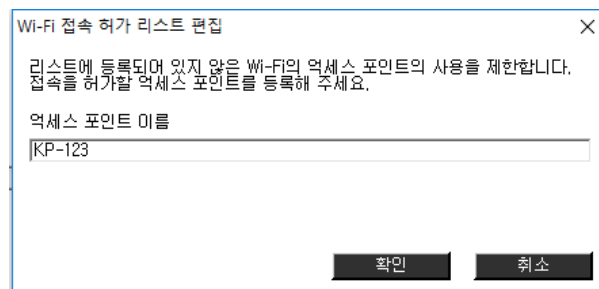 Wi-Fi 접속 허가 리스트 편집
리스트에 등록되어 있지 않은 Wi-Fi의 억세스 포인트의 사용을 제한합니다.
접속을 허가할 억세스 포인트를 등록해 주세요.
억세스 포인트 이름
KP-123
확인 취소